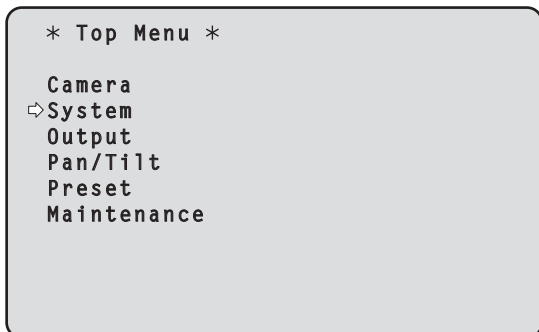 * Top Menu *
Camera
⇨System
Output
Pan/Tilt
Preset
Maintenance